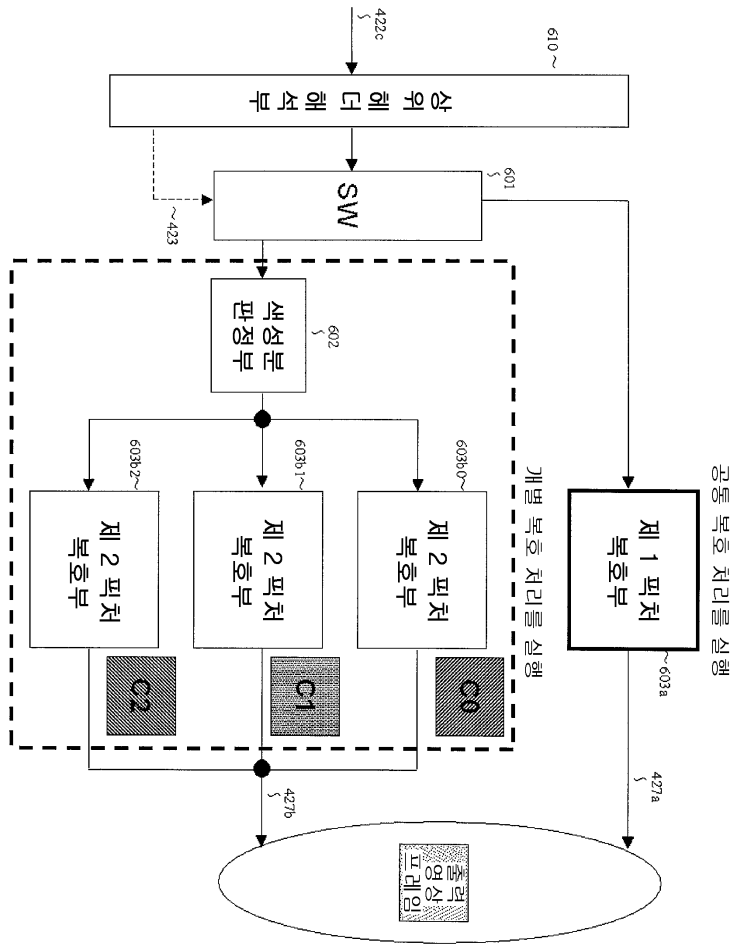 공통 복호 처리를 실행
610
601
603a
427a
422c
상위 헤더 해석부
SW
제 1 픽처
복호부
423
개별 복호 처리를 실행
602
색성분
판정부
603b0
제 2 픽처
복호부
C0
603b1
제 2 픽처
복호부
C1
603b2
제 2 픽처
복호부
C2
427b
출력
영상
프레임